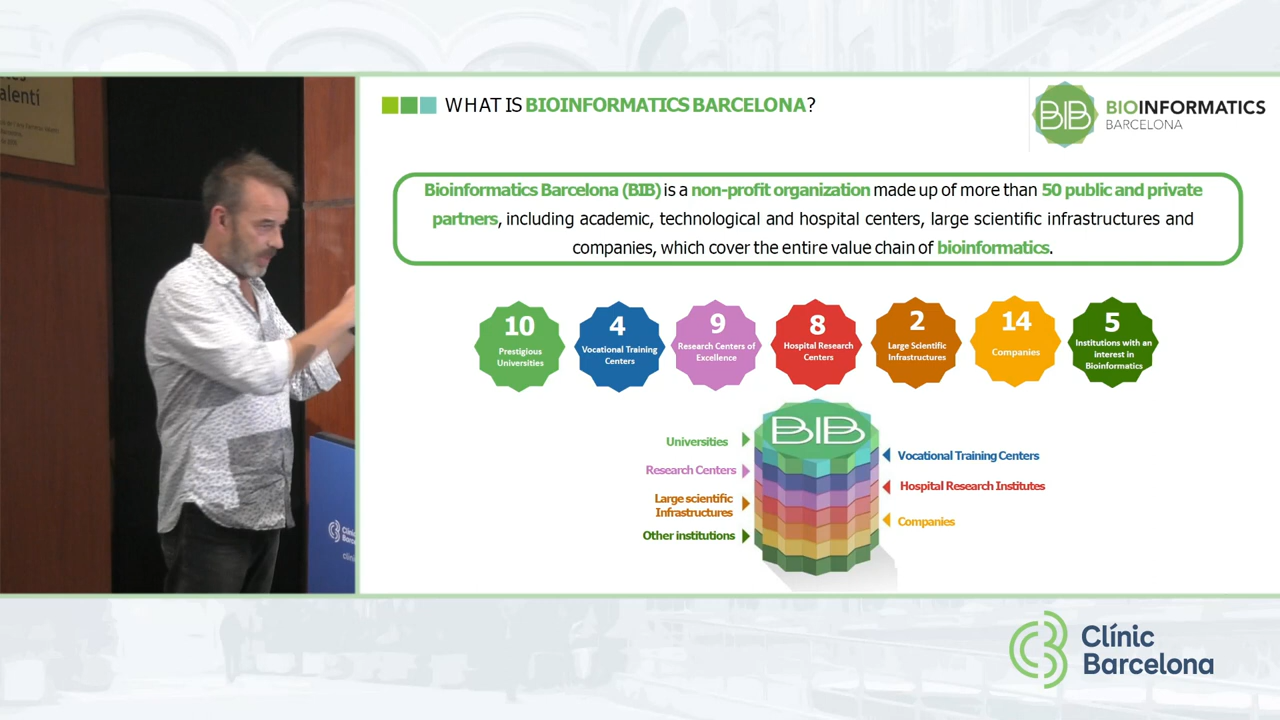 alenti
WHAT IS BIOINFORMATICS BARCELONA?
BIB
BIOINFORMATICS
BARCELONA
Bioinformatics Barcelona (BIB) is a non-profit organization made up of more than 50 public and private
partners, including academic, technological and hospital centers, large scientific infrastructures and
companies, which cover the entire value chain of bioinformatics.
10
Prestigious
Universities
4
Vocational Training
Centers
9
Research Centers of
Excellence
8
Hospital Research
Centers
2
Large Scientific
Infrastructures
14
Companies
5
Institutions with an
interest in
Bioinformatics
BIB
Universities
Research Centers
Large scientific
Infrastructures
Other institutions
Vocational Training Centers
Hospital Research Institutes
Companies
Clínic
Barce
Clínic
Barcelona